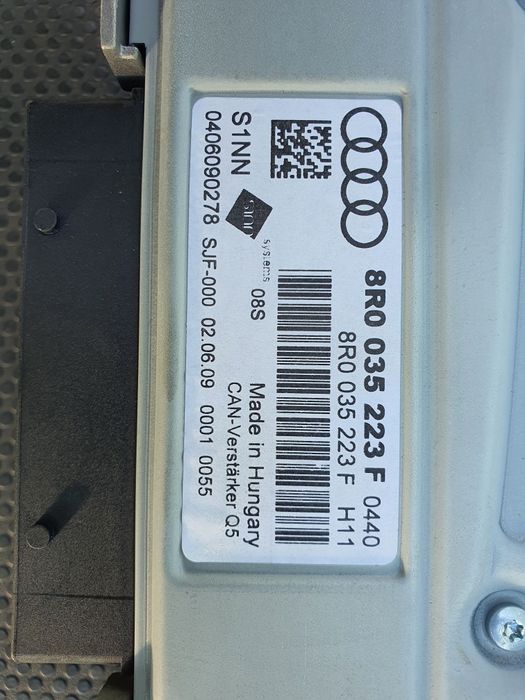 8R0 035 223 F 0440
8R0 035 223 F H11
Made in Hungary
CAN-Verstärker Q5
systems
08S
S1NN
0406090278 SJF-000 02.06.09 0001 0055